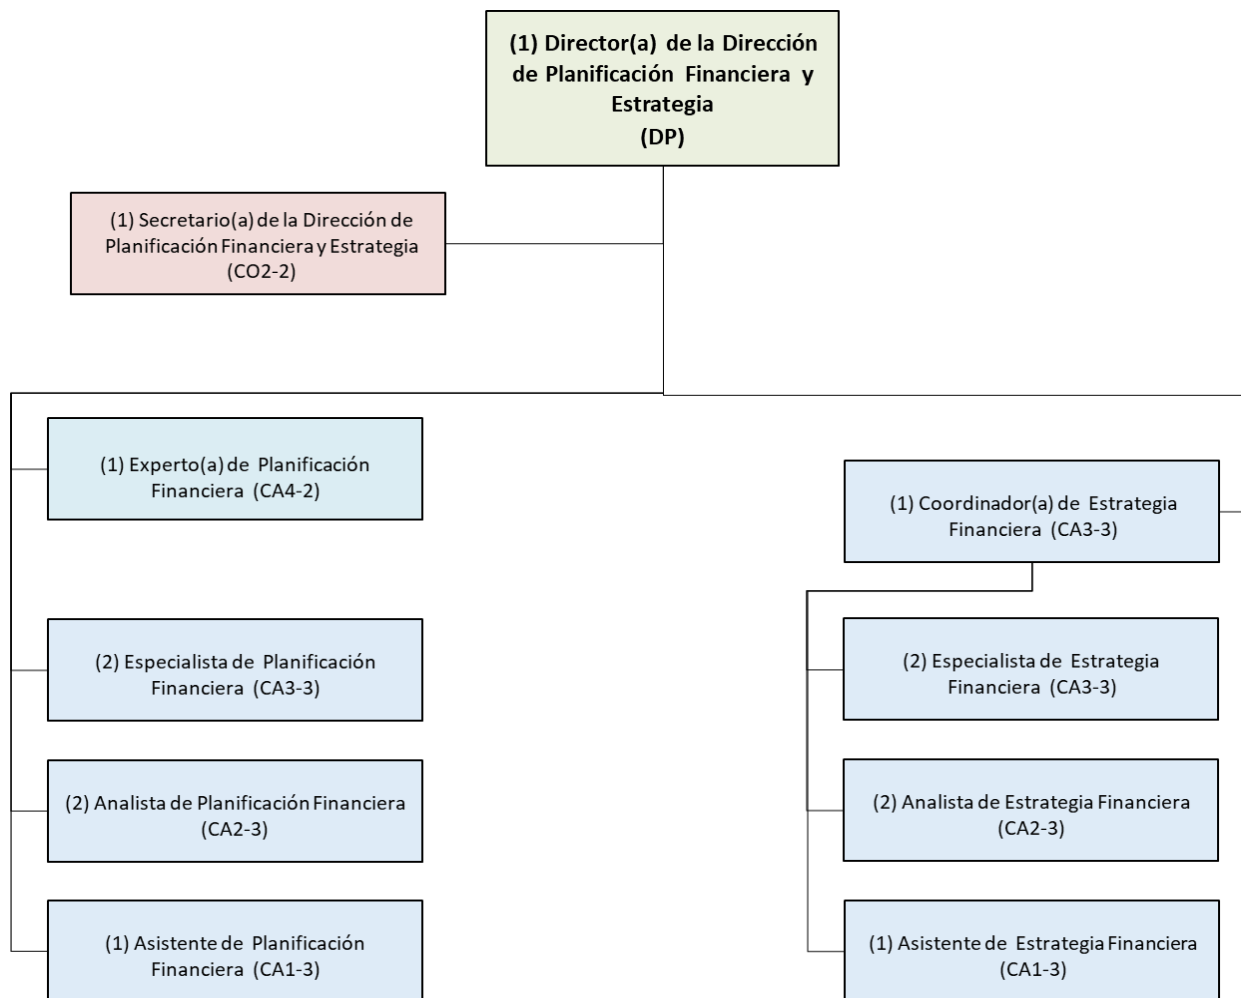 (1) Director(a) de la Dirección
de Planificación Financiera y
Estrategia
(DP)
(1) Secretario(a) de la Dirección de
Planificación Financiera y Estrategia
(CO2-2)
(1) Experto(a) de Planificación
Financiera (CA4-2)
(1) Coordinador(a) de Estrategia
Financiera (CA3-3)
(2) Especialista de Planificación
Financiera (CA3-3)
(2) Especialista de Estrategia
Financiera (CA3-3)
(2) Analista de Planificación Financiera
(CA2-3)
(2) Analista de Estrategia Financiera
(CA2-3)
(1) Asistente de Planificación
Financiera (CA1-3)
(1) Asistente de Estrategia Financiera
(CA1-3)